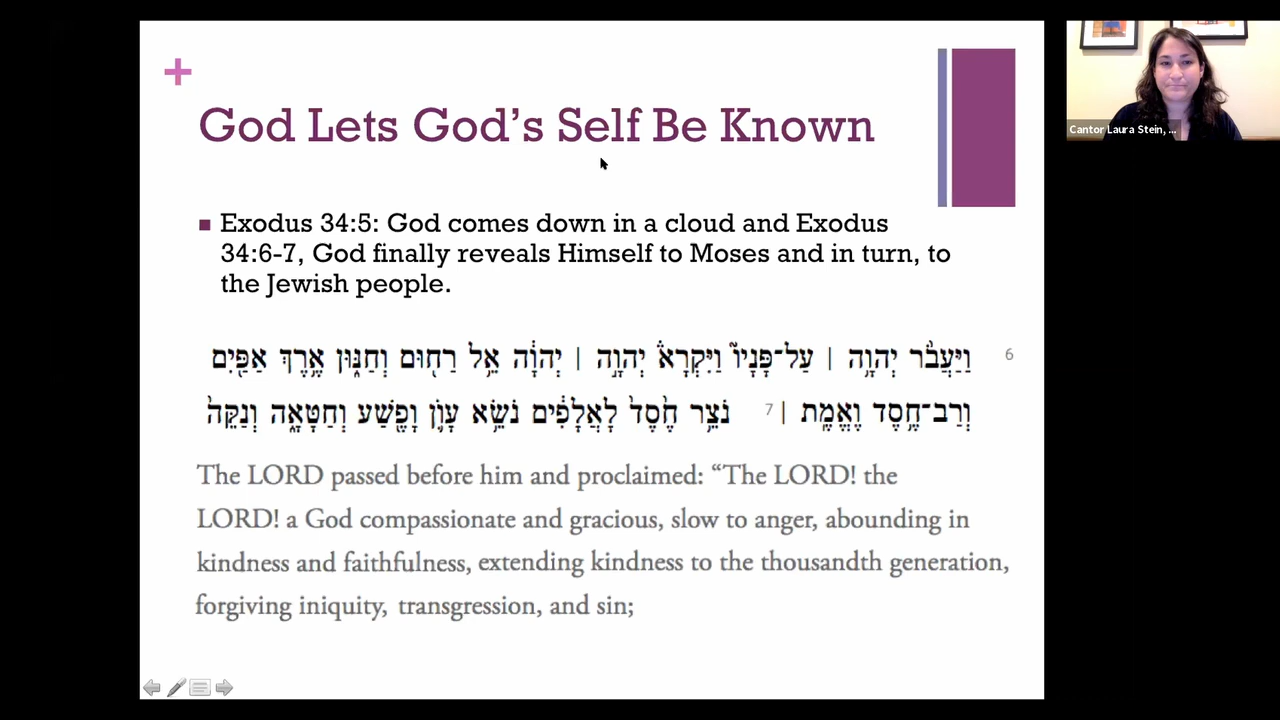 +
God Lets God's Self Be Known
Exodus 34:5: God comes down in a cloud and Exodus
34:6-7, God finally reveals Himself to Moses and in turn, to
the Jewish people.
6 וַיַּעֲבֹ֨ר יְהוָ֥ה | עַל־פָּנָיו֮ וַיִּקְרָא֒ יְהוָ֣ה | יְהוָ֔ה אֵ֥ל רַח֖וּם וְחַנּ֑וּן אֶ֥רֶךְ אַפַּ֖יִם
וְרַב־חֶ֥סֶד וֶאֱמֶֽת | 7 נֹצֵ֥ר חֶ֙סֶד֙ לָאֲלָפִ֔ים נֹשֵׂ֥א עָוֺ֛ן וָפֶ֖שַׁע וְחַטָּאָ֑ה וְנַקֵּה֙
The LORD passed before him and proclaimed: “The LORD! the
LORD! a God compassionate and gracious, slow to anger, abounding in
kindness and faithfulness, extending kindness to the thousandth generation,
forgiving iniquity, transgression, and sin;
Cantor Laura Stein, ...